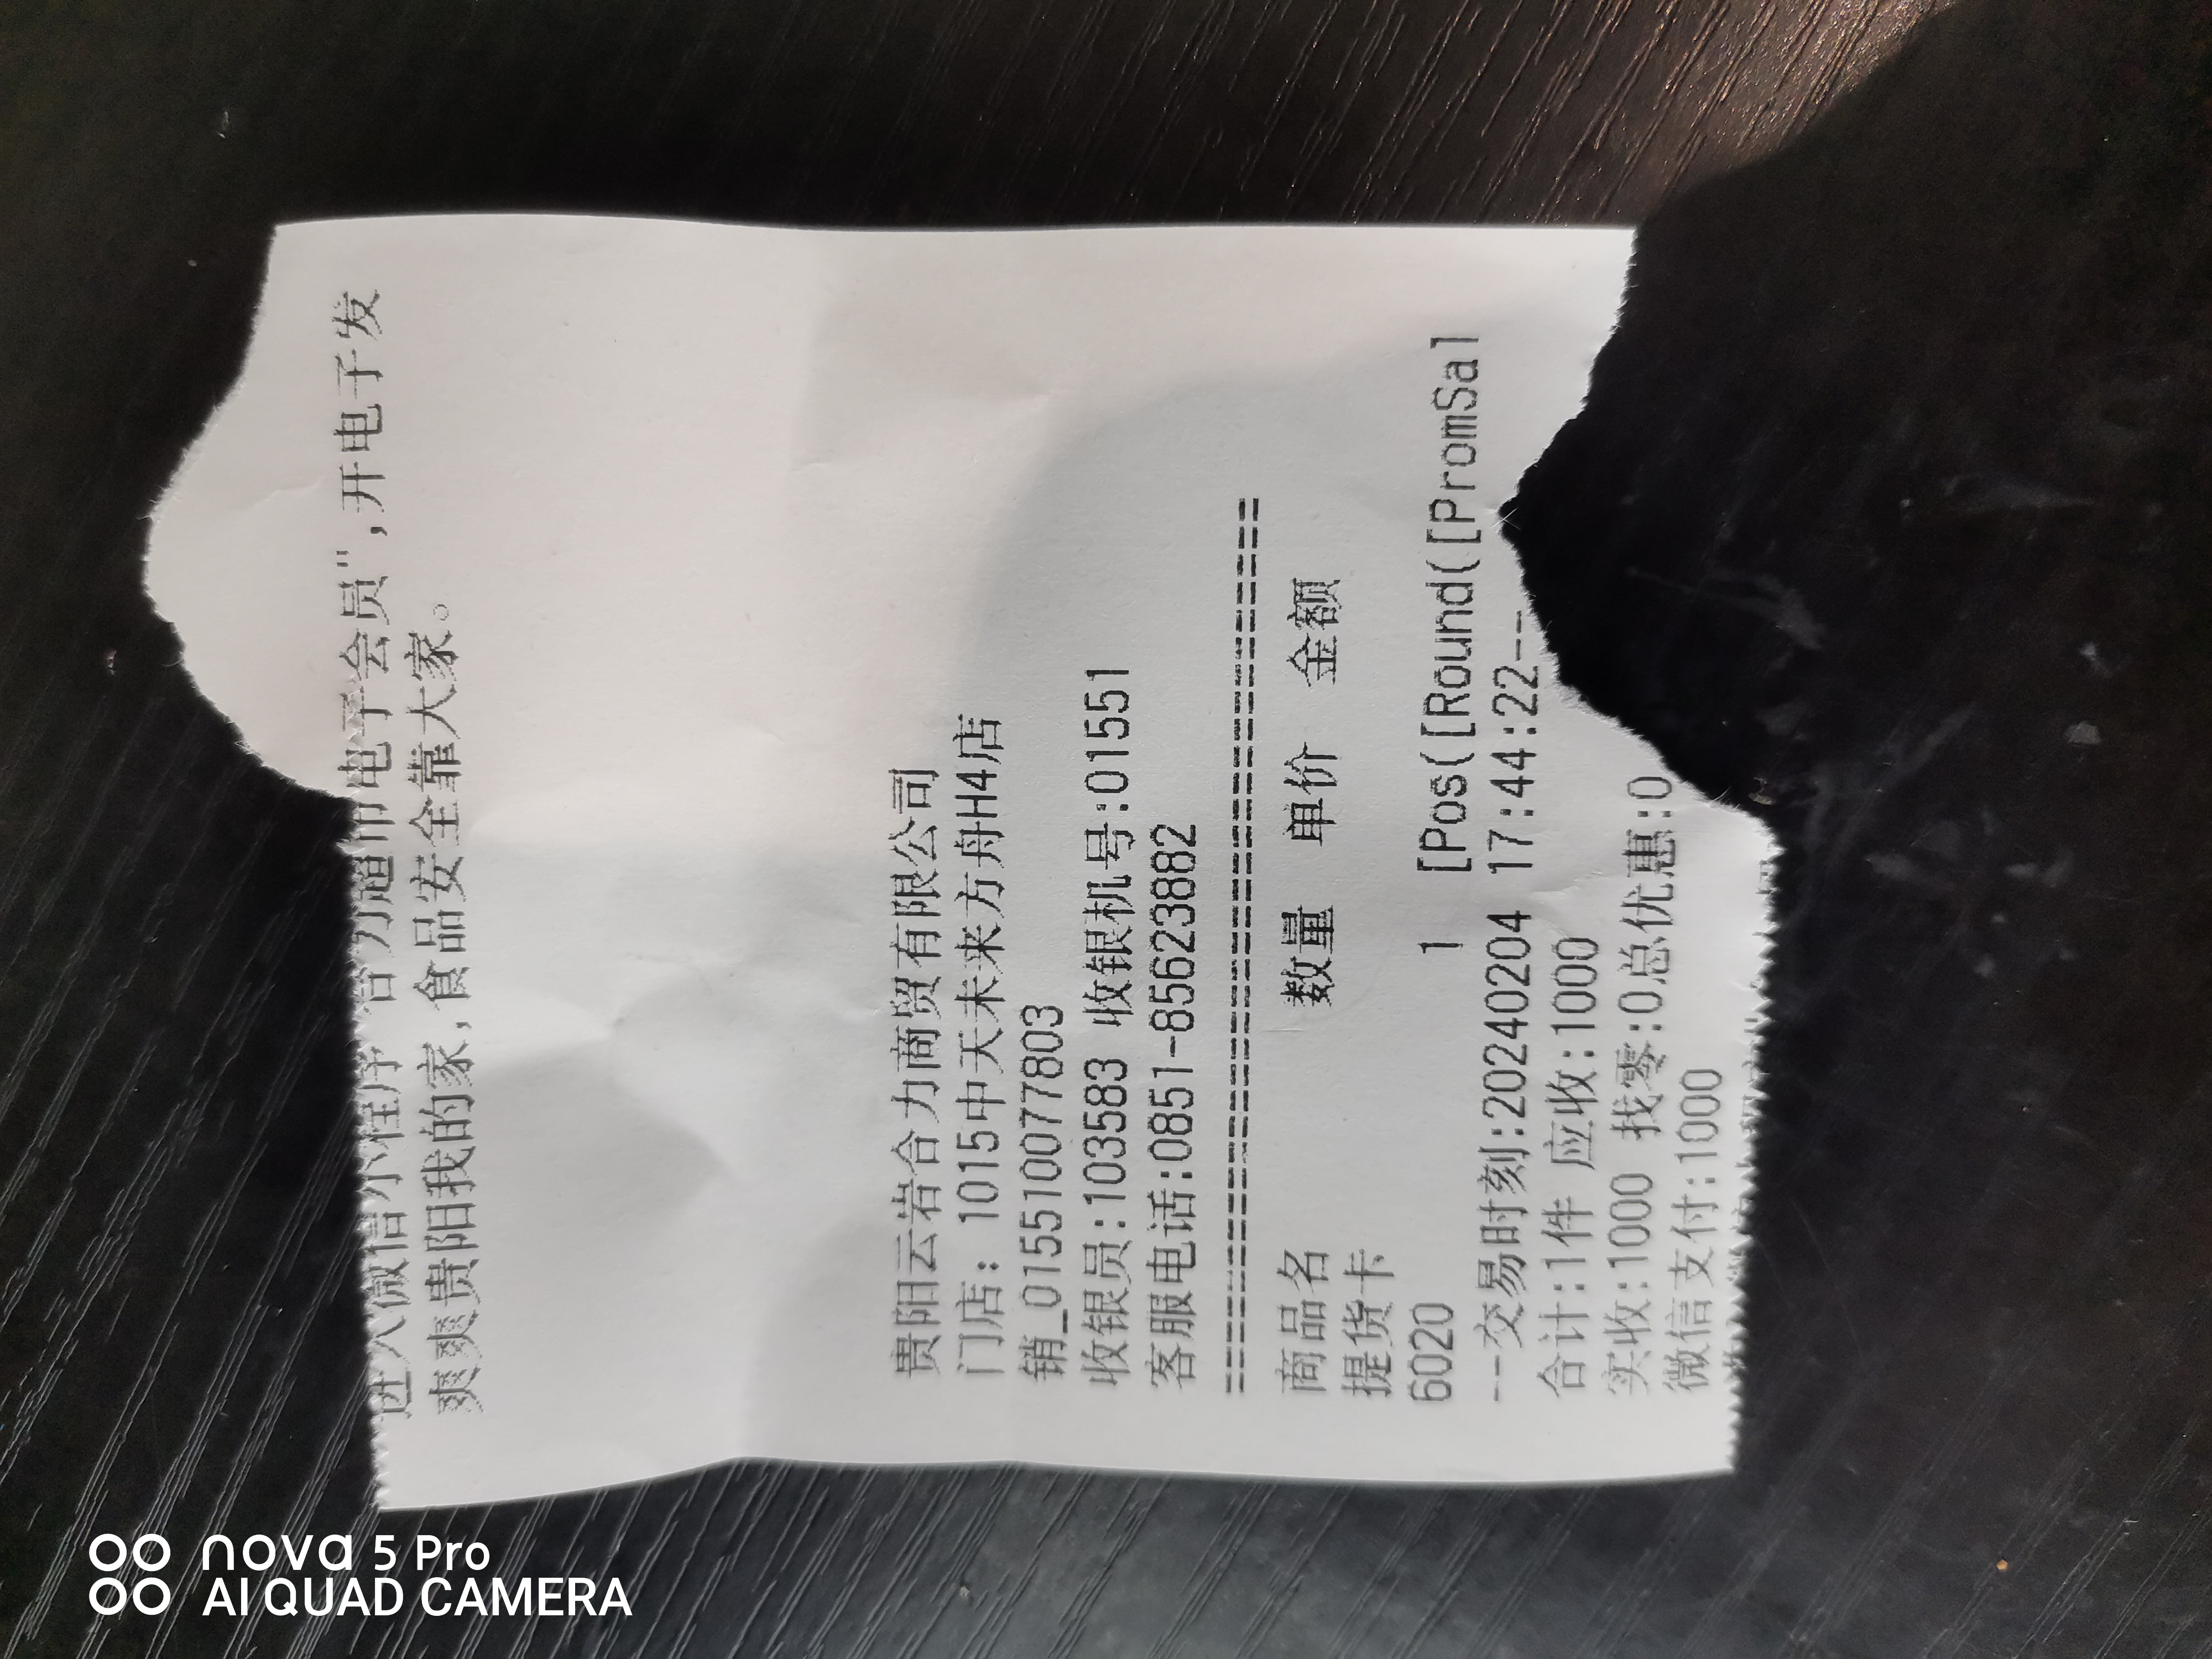 进入微信小程序"合力超市电子会员",开电子发
爽爽贵阳我的家,食品安全靠大家。
贵阳云岩合力商贸有限公司
门店: 1015中天未来方舟H4店
销_015510077803
收银员:103583 收银机号:01551
客服电话:0851-85623882
========================================
商品名 数量 单价 金额
提货卡
6020 1 [Pos([Round([PromSal
---交易时刻:20240204 17:44:22---
合计:1件 应收:1000
实收:1000 找零:0总优惠:0
微信支付:1000
nova 5 Pro
AI QUAD CAMERA